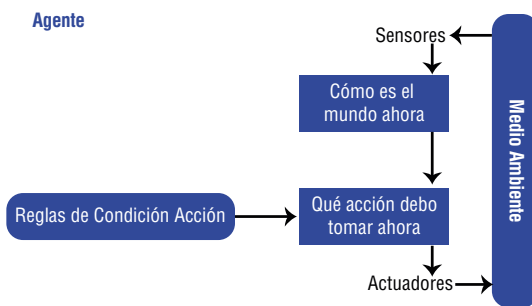 Agente
Sensores
Cómo es el
mundo ahora
Medio Ambiente
Reglas de Condición Acción
Qué acción debo
tomar ahora
Actuadores